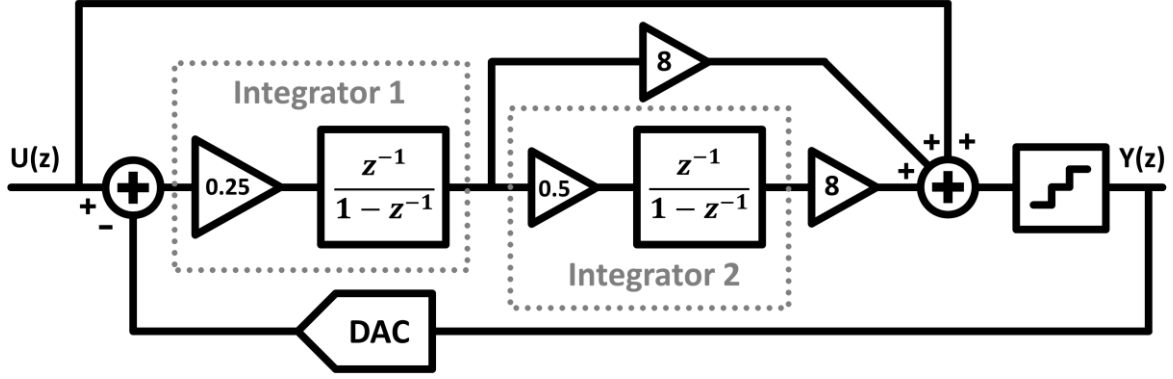 8
Integrator 1
U(z)
+
−
0.25
z⁻¹
1 − z⁻¹
0.5
z⁻¹
1 − z⁻¹
8
+ +
+
Y(z)
Integrator 2
DAC